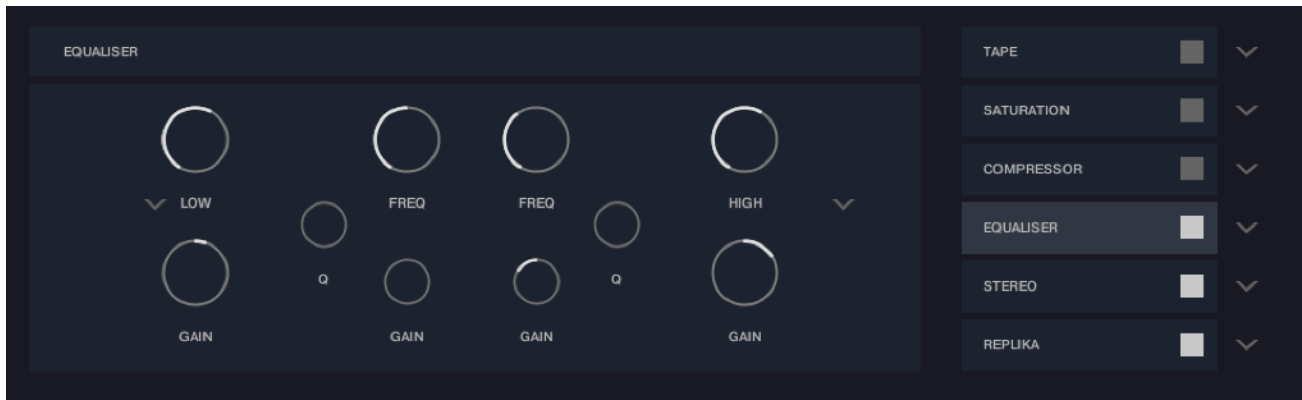 EQUALISER
LOW
FREQ
FREQ
HIGH
Q
Q
GAIN
GAIN
GAIN
GAIN
TAPE
SATURATION
COMPRESSOR
EQUALISER
STEREO
REPLIKA